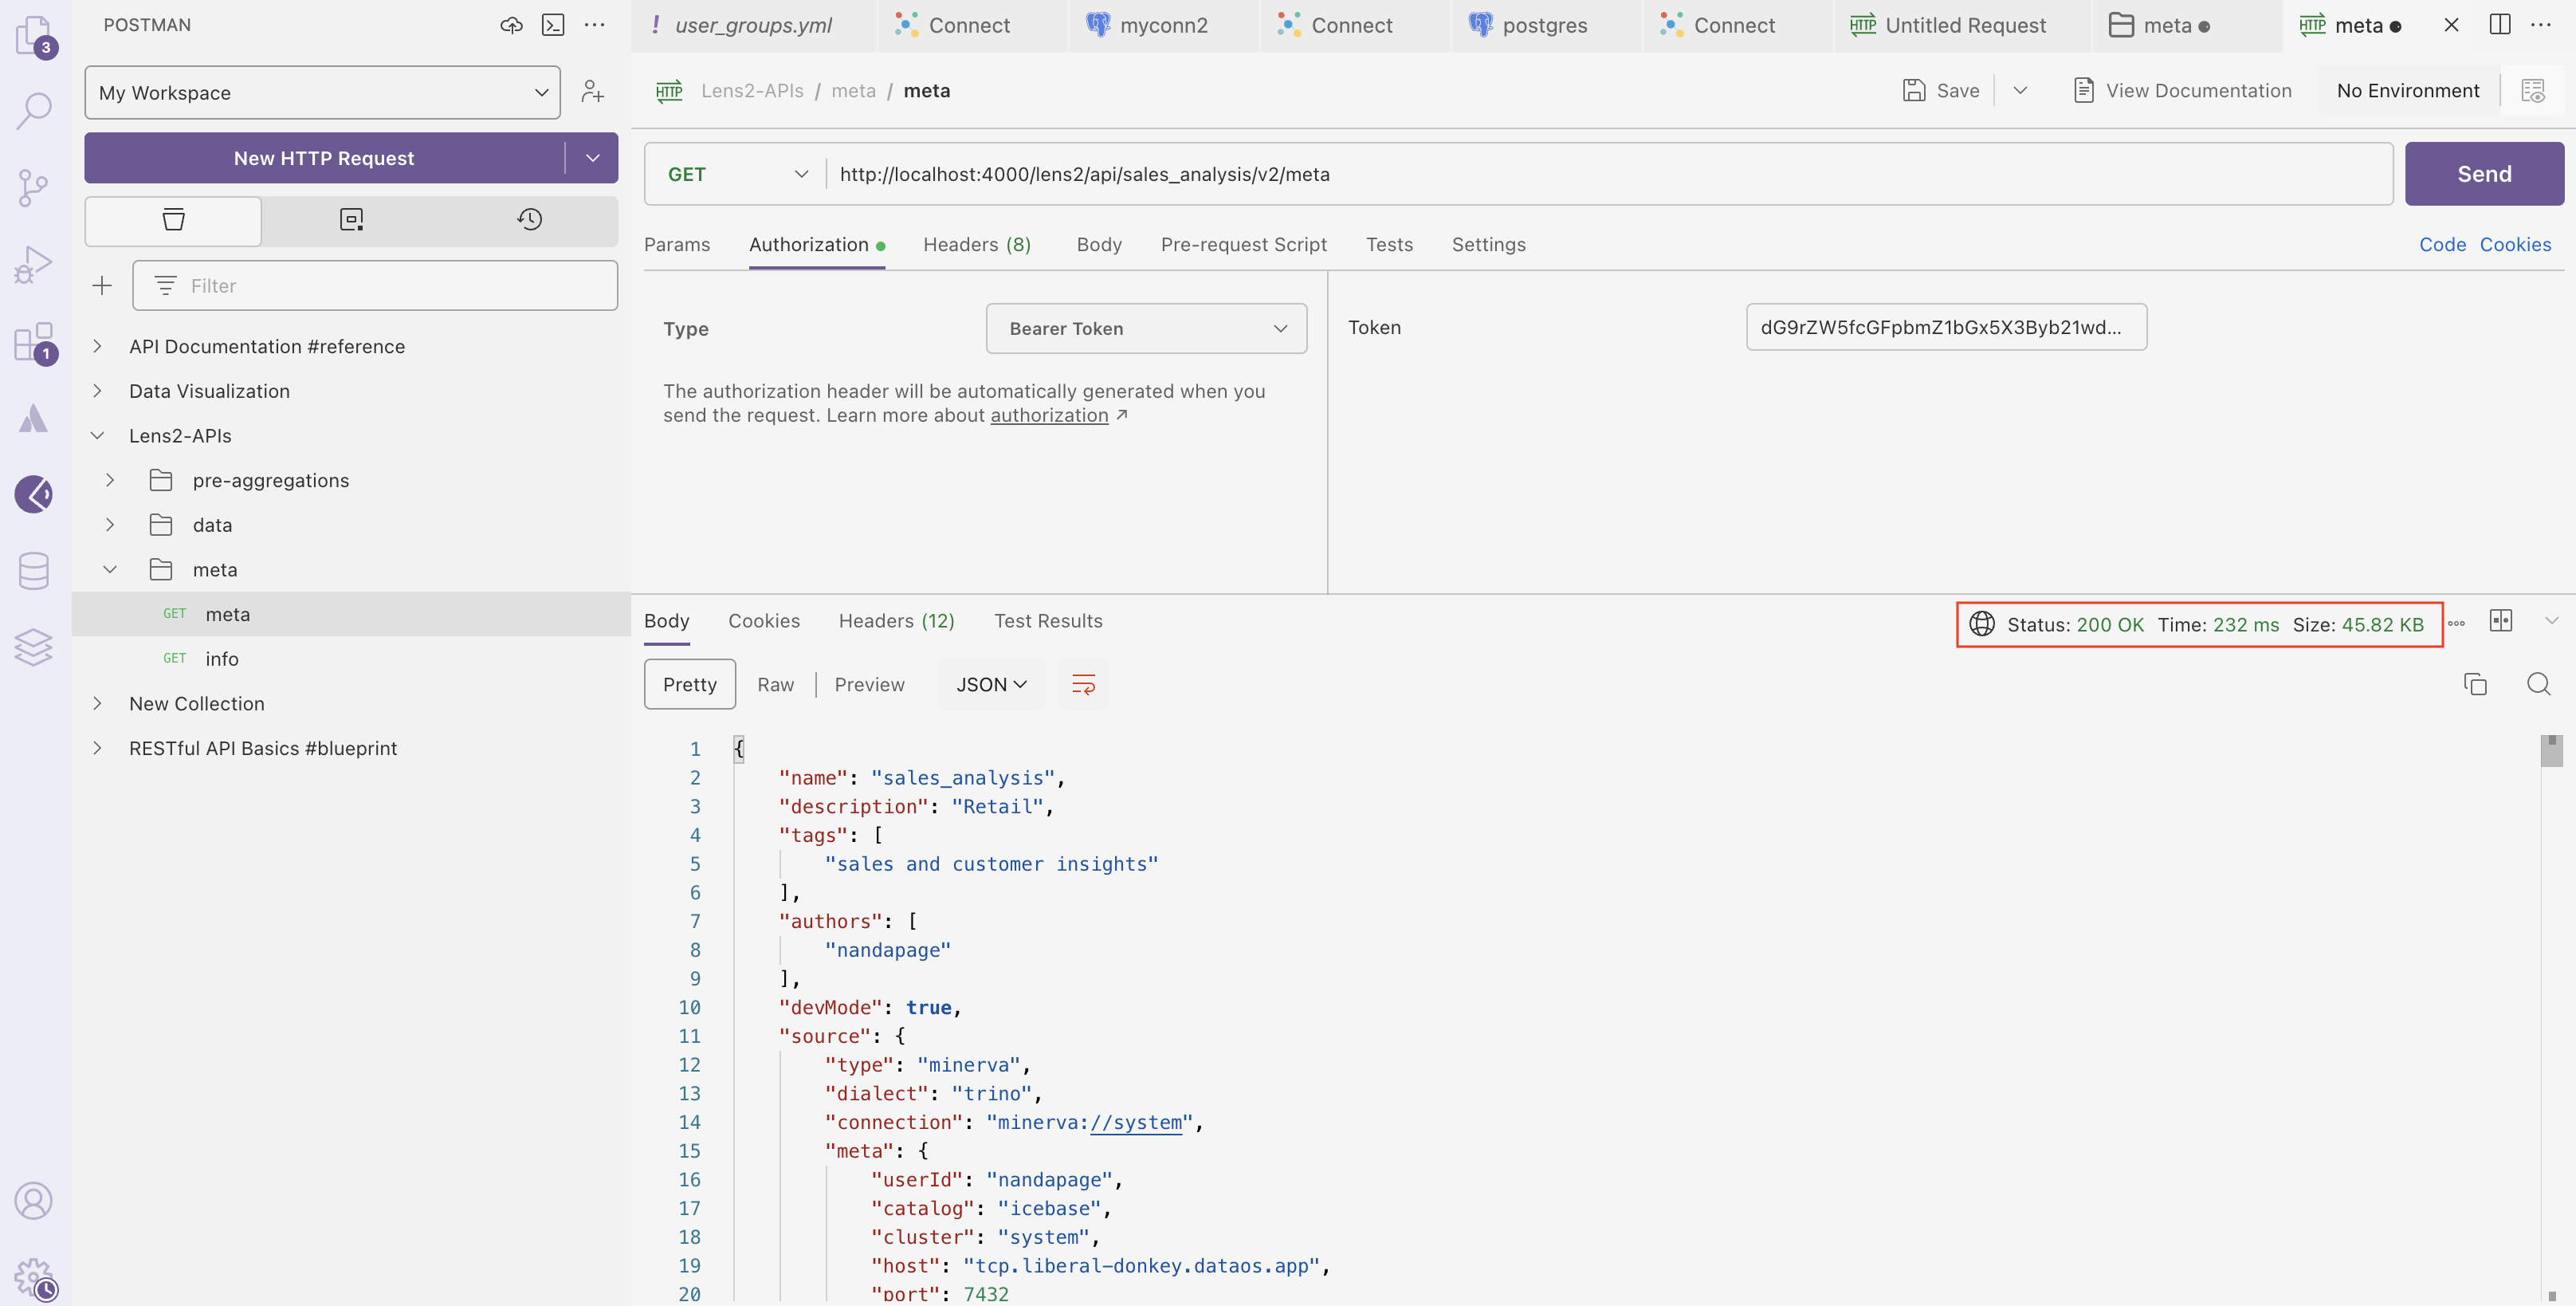 POSTMAN
3
My Workspace
New HTTP Request
Filter
API Documentation #reference
Data Visualization
Lens2-APIs
pre-aggregations
data
meta
GET meta
GET info
New Collection
RESTful API Basics #blueprint
1
! user_groups.yml Connect myconn2 Connect postgres Connect HTTP Untitled Request meta HTTP meta
HTTP Lens2-APIs / meta / meta Save View Documentation No Environment
GET http://localhost:4000/lens2/api/sales_analysis/v2/meta Send
Params Authorization Headers (8) Body Pre-request Script Tests Settings Code Cookies
Type Bearer Token
The authorization header will be automatically generated when you
send the request. Learn more about authorization ↗
Token dG9rZW5fcGFpbmZ1bGx5X3Byb21wd...
Body Cookies Headers (12) Test Results Status: 200 OK Time: 232 ms Size: 45.82 KB
Pretty Raw Preview JSON
1 {
2 "name": "sales_analysis",
3 "description": "Retail",
4 "tags": [
5 "sales and customer insights"
6 ],
7 "authors": [
8 "nandapage"
9 ],
10 "devMode": true,
11 "source": {
12 "type": "minerva",
13 "dialect": "trino",
14 "connection": "minerva://system",
15 "meta": {
16 "userId": "nandapage",
17 "catalog": "icebase",
18 "cluster": "system",
19 "host": "tcp.liberal-donkey.dataos.app",
20 "port": 7432